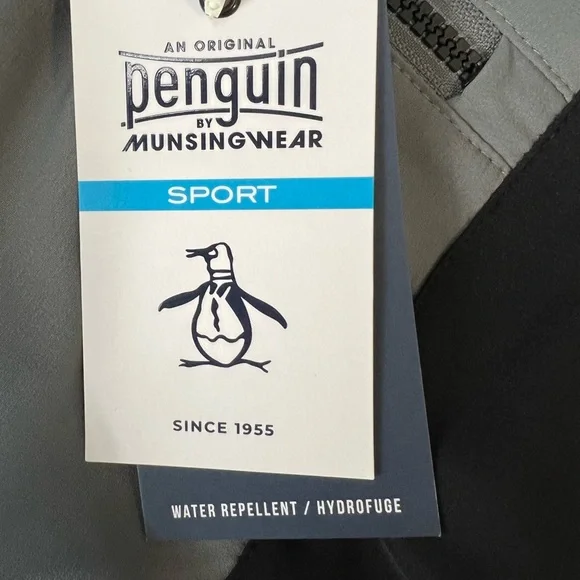 AN ORIGINAL
penguin
BY
MUNSINGWEAR
SPORT
SINCE 1955
WATER REPELLENT / HYDROFUGE